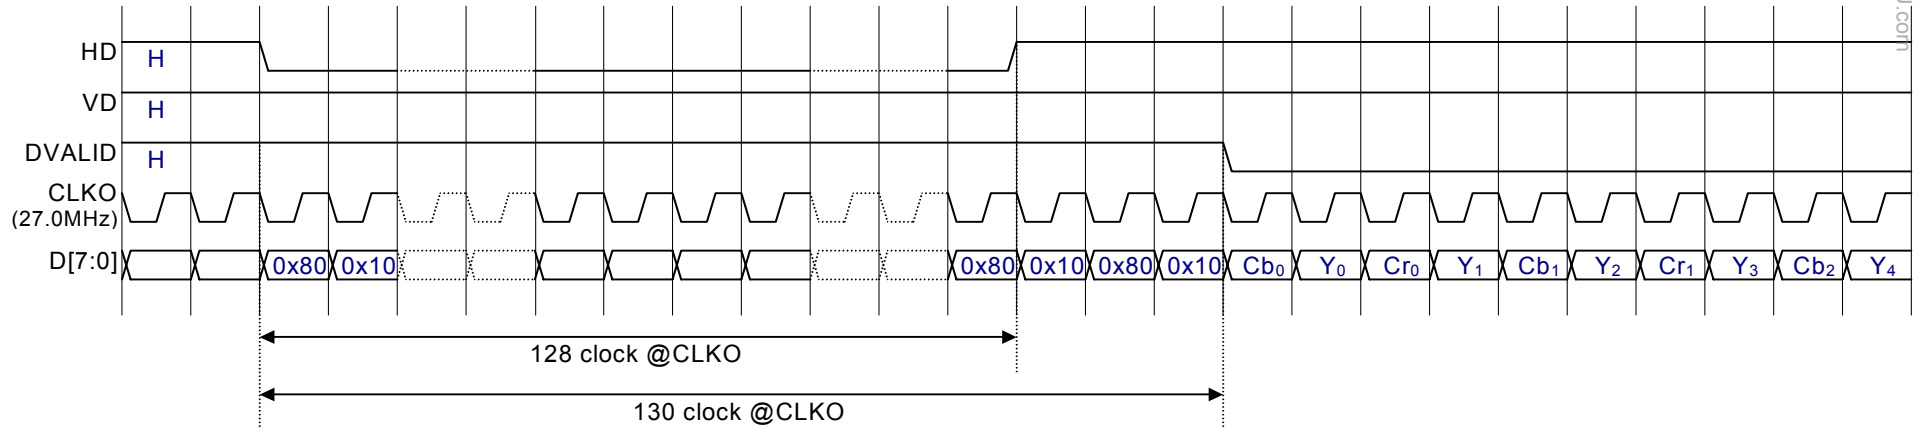 HD H
VD H
DVALID H
CLKO
(27.0MHz)
D[7:0] 0x80 0x10 0x80 0x10 0x80 0x10 Cb0 Y0 Cr0 Y1 Cb1 Y2 Cr1 Y3 Cb2 Y4
128 clock @CLKO
130 clock @CLKO
.com